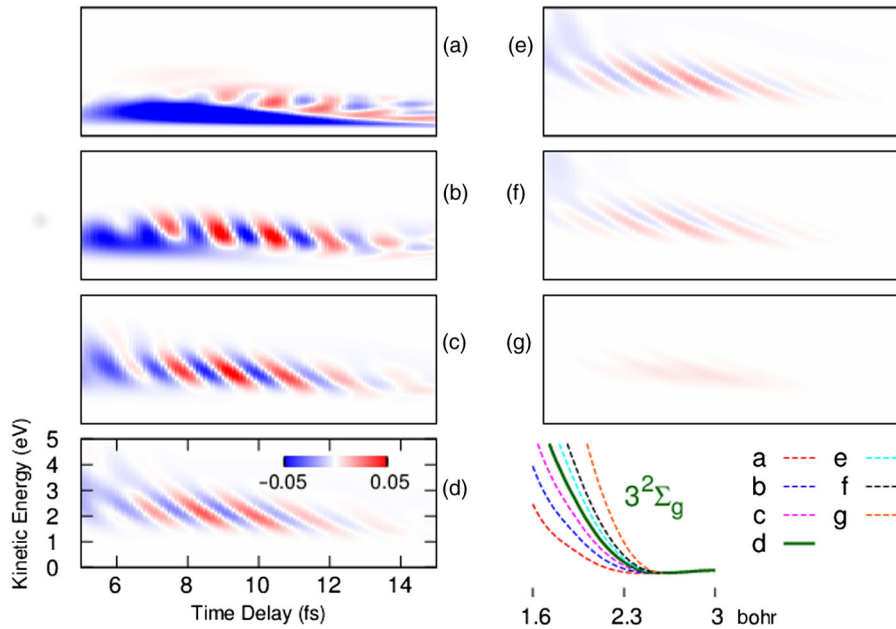 (a)
(b)
(c)
Kinetic Energy (eV)
5
4
3
2
1
0
-0.05 0.05
(d)
6 8 10 12 14
Time Delay (fs)
(e)
(f)
(g)
3²Σg
a e
b f
c g
d
1.6 2.3 3 bohr